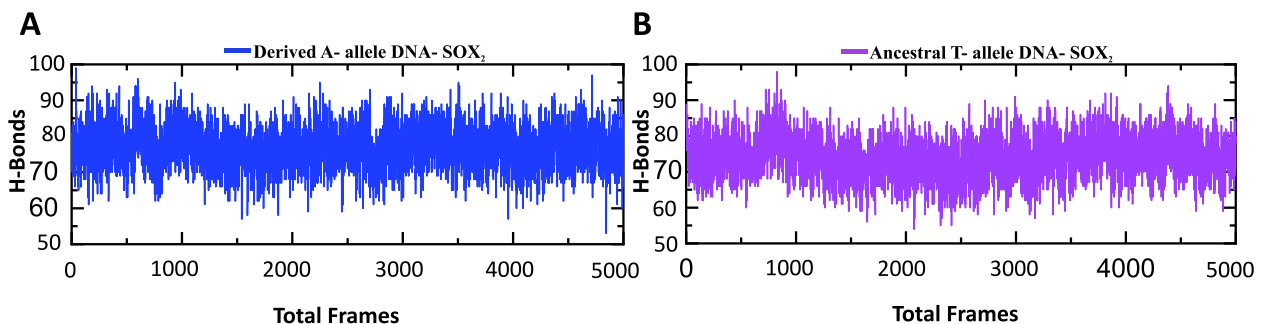 A
Derived A- allele DNA- SOX2
H-Bonds
100
90
80
70
60
50
0 1000 2000 3000 4000 5000
Total Frames
B
Ancestral T- allele DNA- SOX2
H-Bonds
100
90
80
70
60
50
0 1000 2000 3000 4000 5000
Total Frames